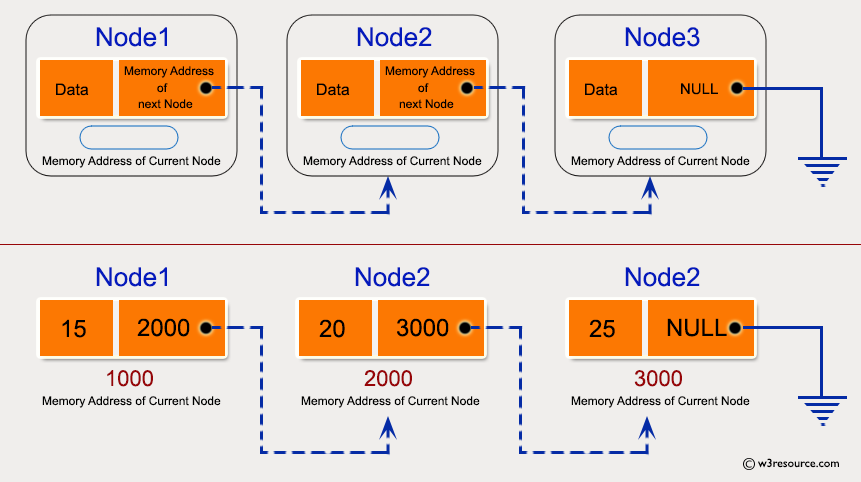 Node1
Data
Memory Address
of
next Node
Memory Address of Current Node
Node2
Data
Memory Address
of
next Node
Memory Address of Current Node
Node3
Data
NULL
Memory Address of Current Node
Node1
15
2000
1000
Memory Address of Current Node
Node2
20
3000
2000
Memory Address of Current Node
Node2
25
NULL
3000
Memory Address of Current Node
© w3resource.com